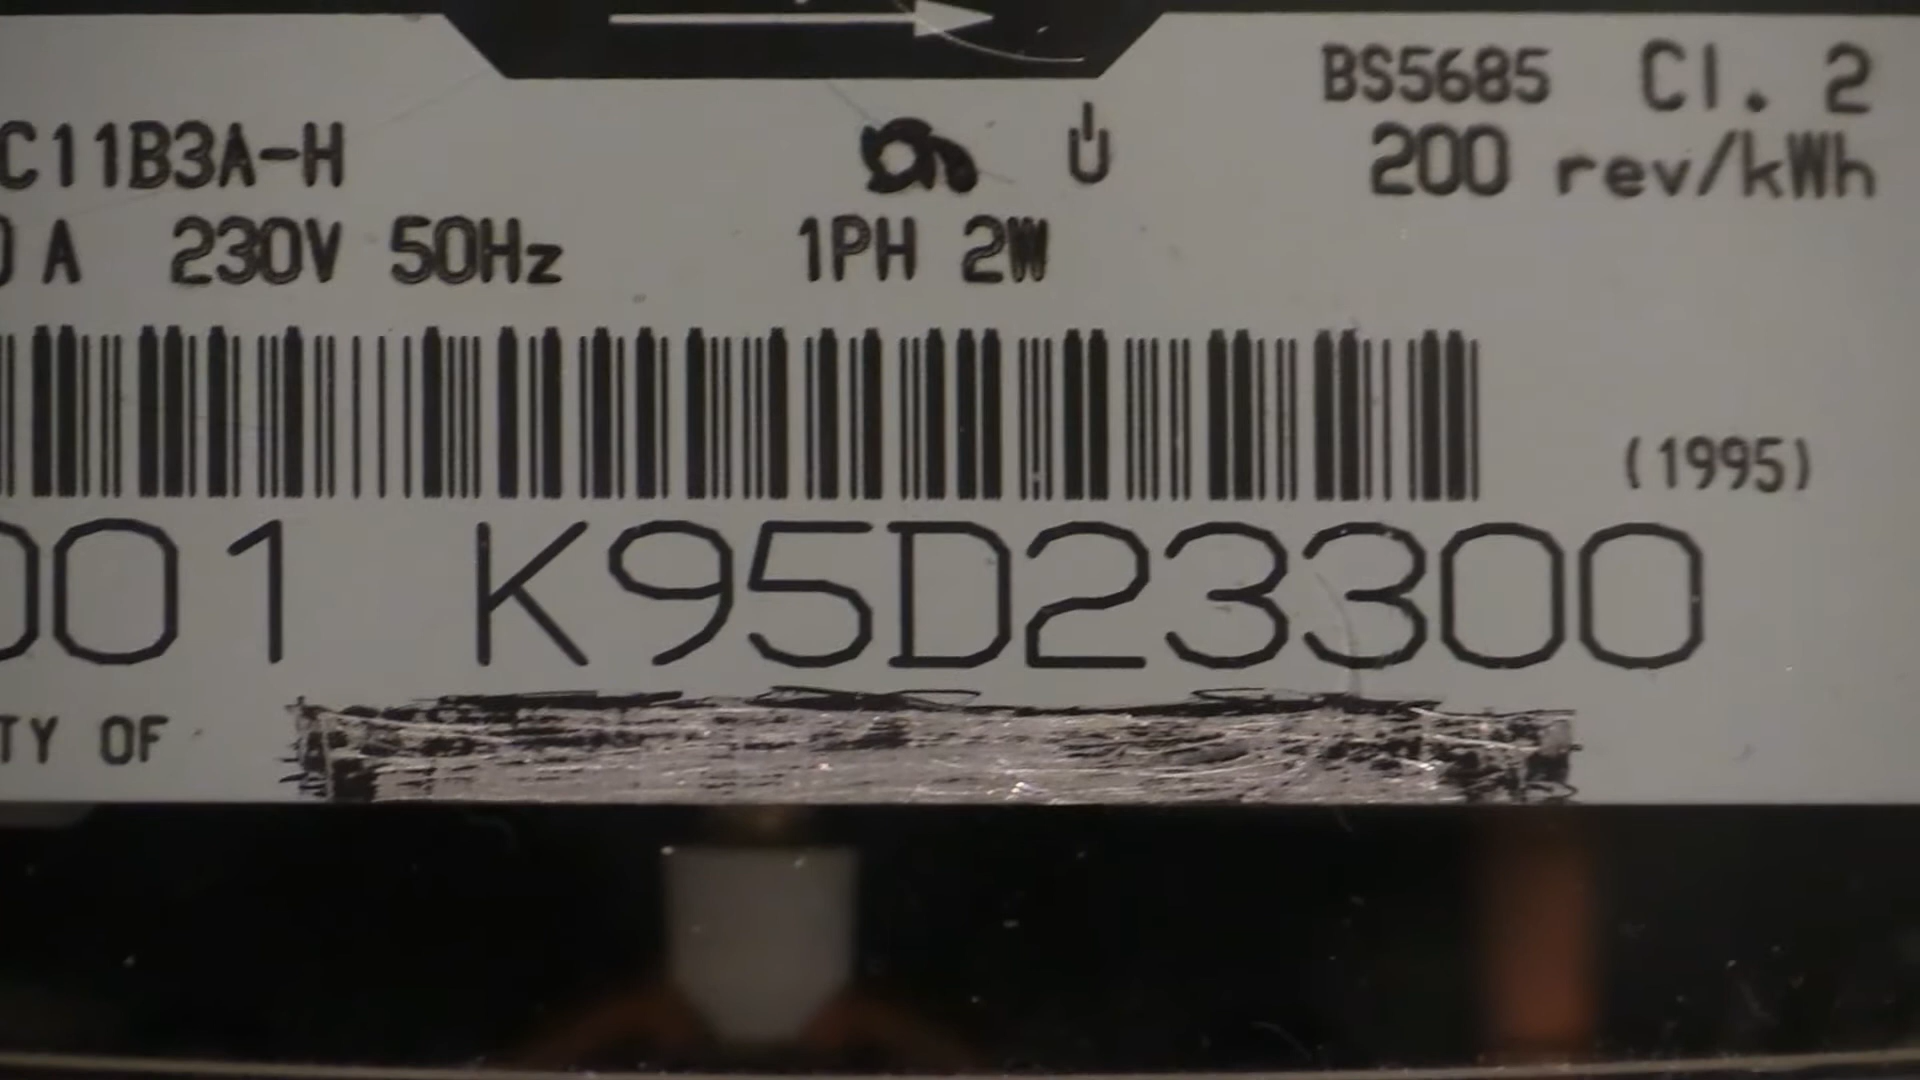 BS5685 Cl. 2
C11B3A-H
200 rev/kWh
A 230V 50Hz 1PH 2W
(1995)
001 K95D23300
TY OF